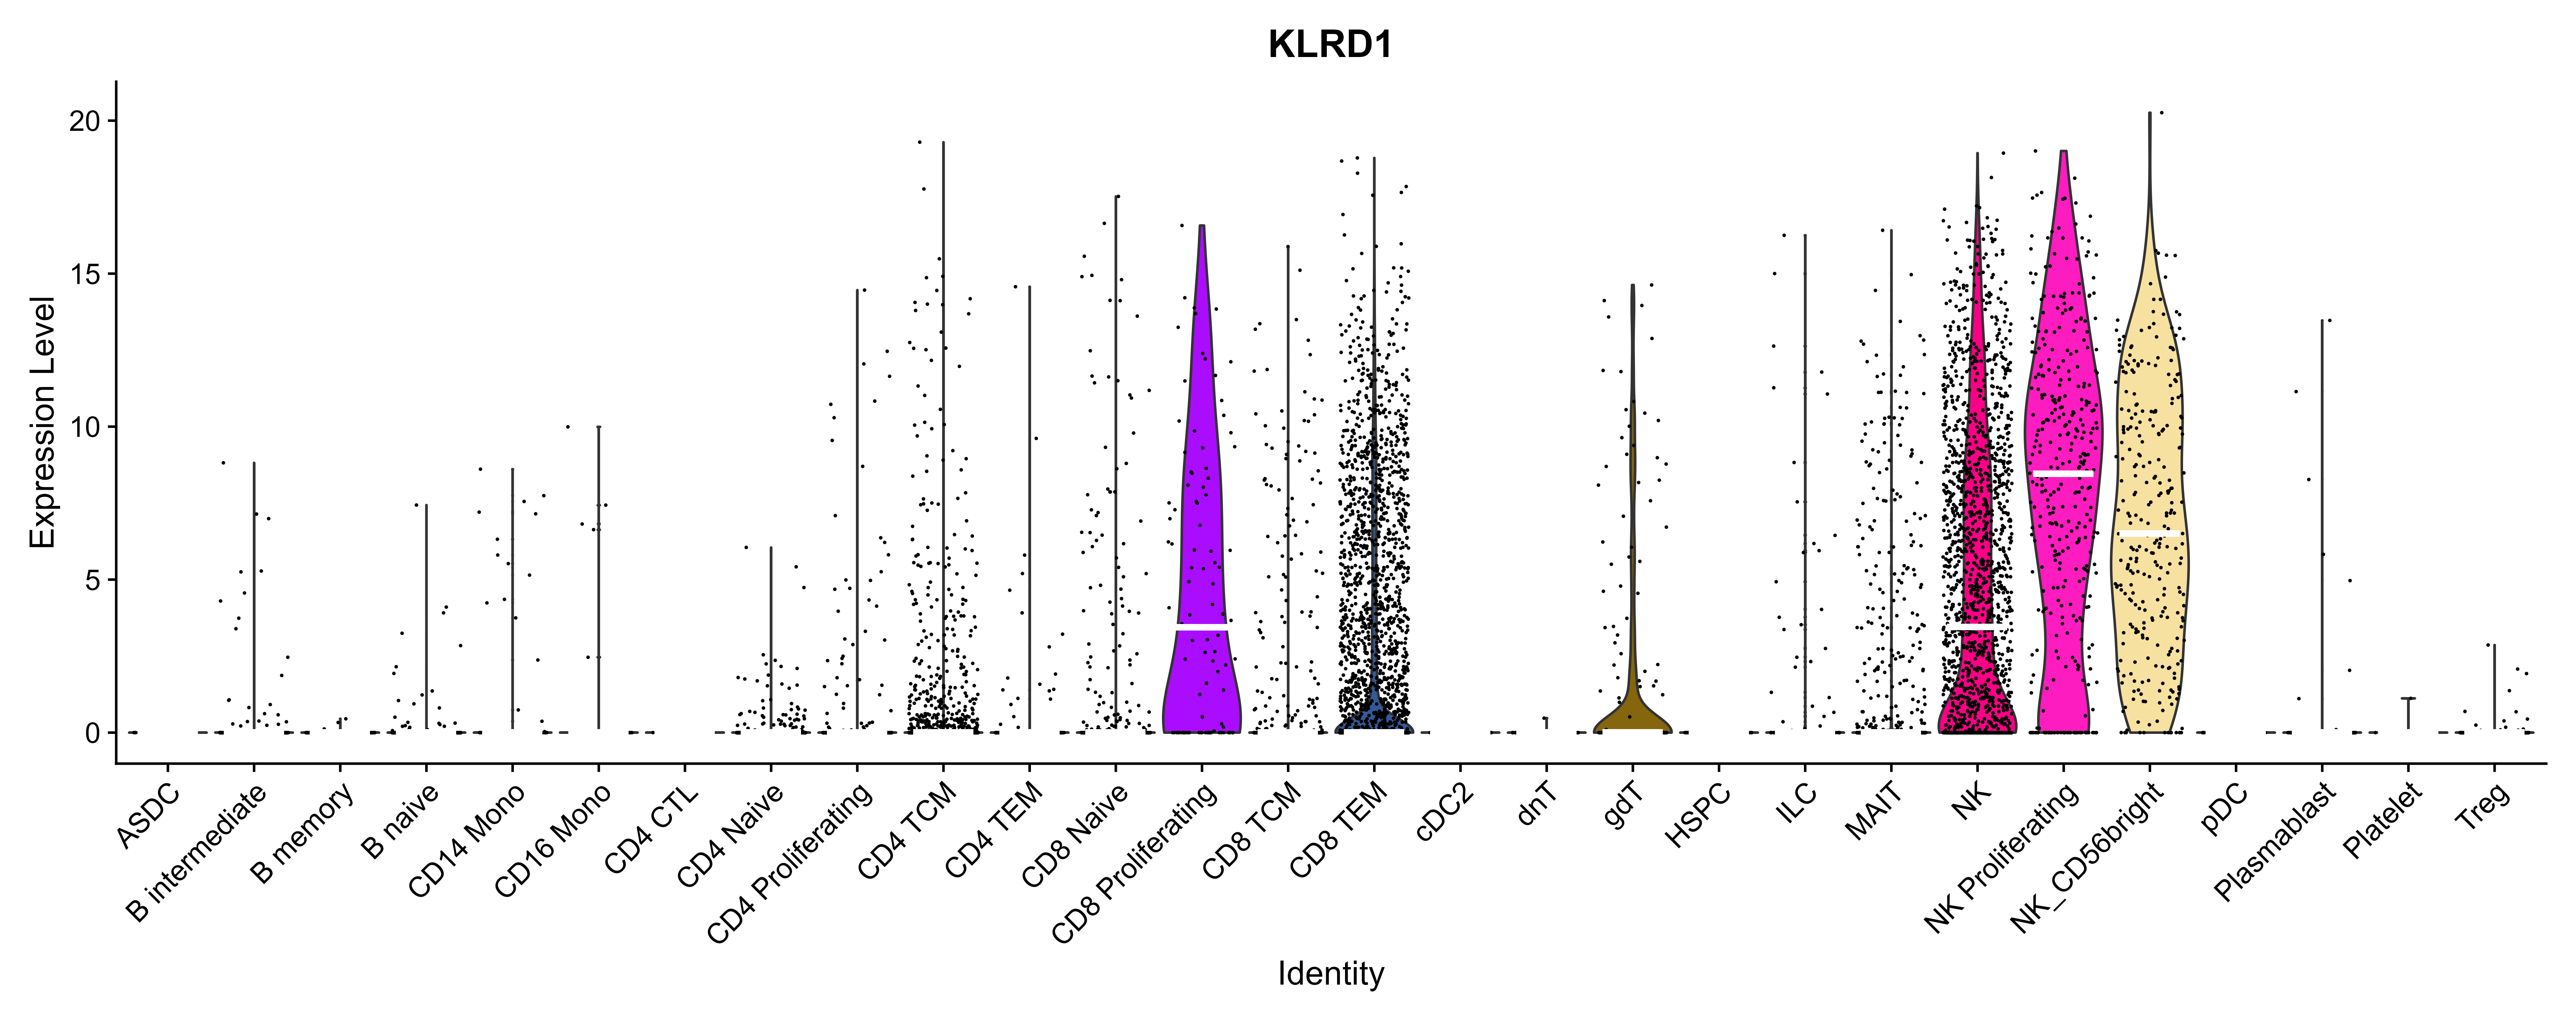 KLRD1
Expression Level
20
15
10
5
0
ASDC
B intermediate
B memory
B naive
CD14 Mono
CD16 Mono
CD4 CTL
CD4 Naive
CD4 Proliferating
CD4 TCM
CD4 TEM
CD8 Naive
CD8 Proliferating
CD8 TCM
CD8 TEM
cDC2
dnT
gdT
HSPC
ILC
MAIT
NK
NK Proliferating
NK_CD56bright
pDC
Plasmablast
Platelet
Treg
Identity